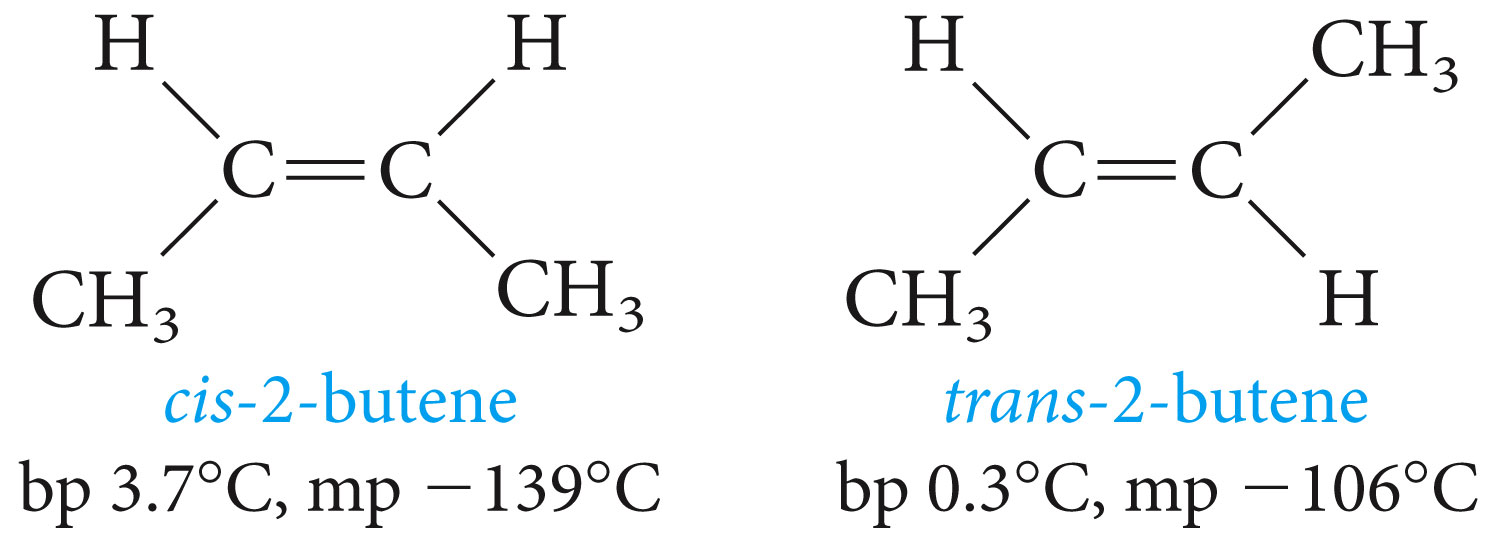 H H H CH₃
C=C C=C
CH₃ CH₃ CH₃ H
cis-2-butene trans-2-butene
bp 3.7°C, mp −139°C bp 0.3°C, mp −106°C